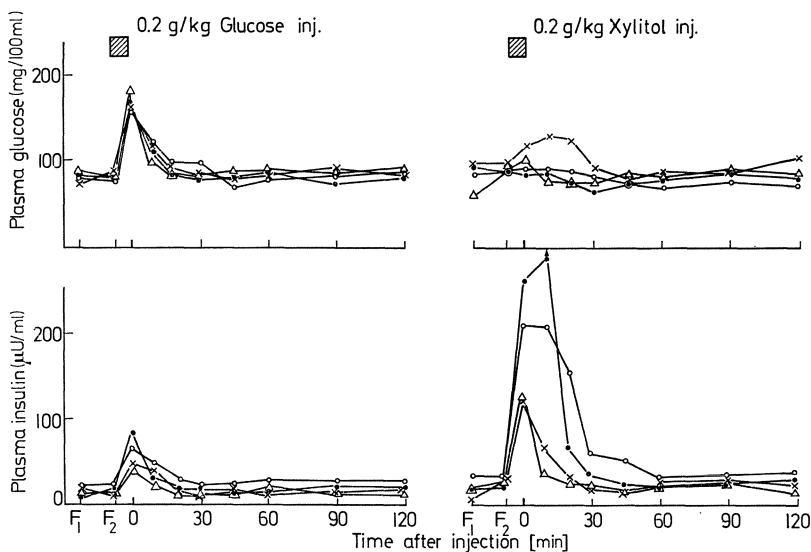 0.2 g/kg Glucose inj.
0.2 g/kg Xylitol inj.
Plasma glucose (mg/100ml)
200
100
Plasma insulin (μU/ml)
200
100
0
F1 F2 0 30 60 90 120
F1 F2 0 30 60 90 120
Time after injection [min]